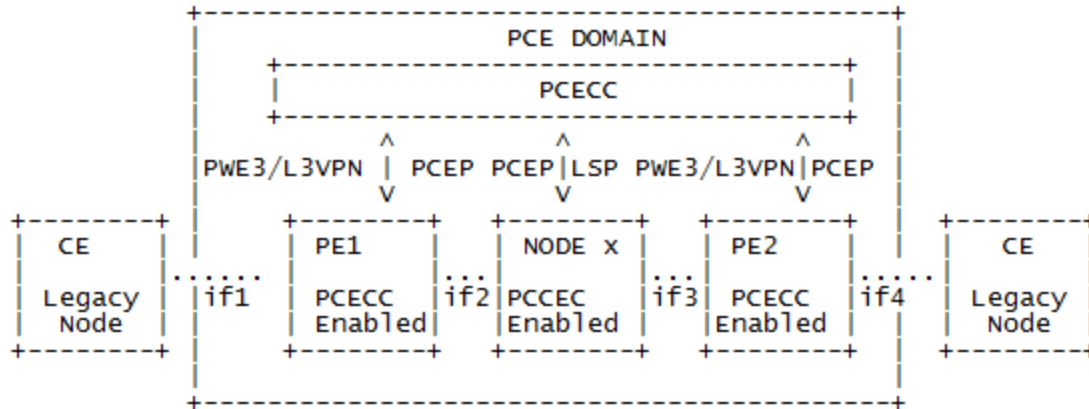 PCE DOMAIN
PCECC
PWE3/L3VPN PCEP PCEP LSP PWE3/L3VPN PCEP
CE PE1 NODE x PE2 CE
...... ... ... .....
Legacy if1 PCECC if2 PCCEC if3 PCECC if4 Legacy
Node Enabled Enabled Enabled Node